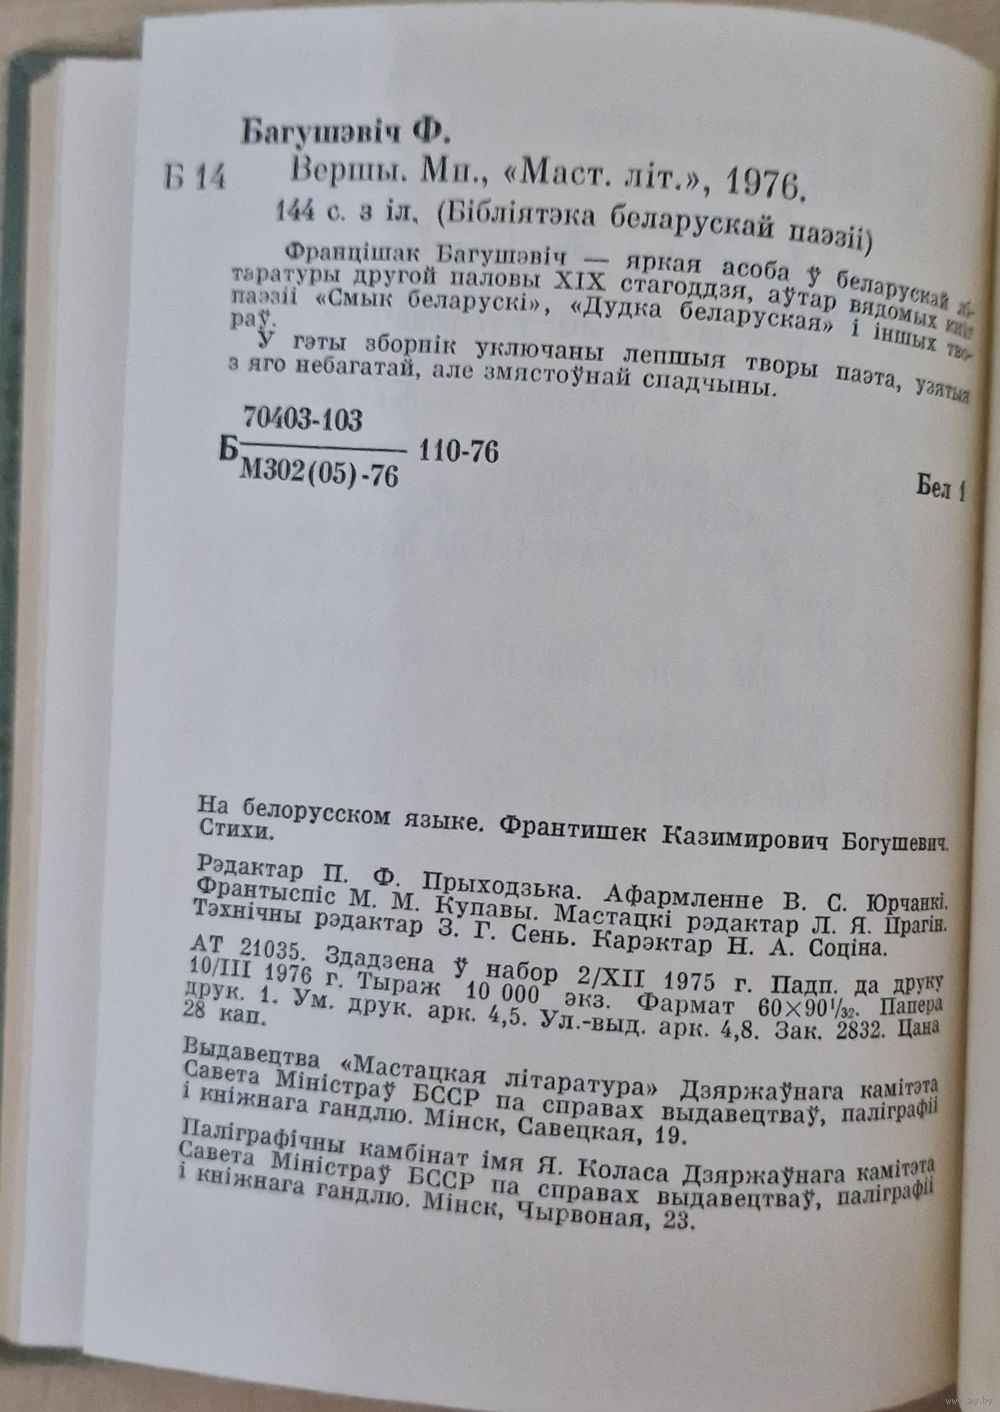 Багушэвіч Ф.
Б 14 Вершы. Мн., «Маст. літ.», 1976.
144 с. з іл. (Бібліятэка беларускай паэзіі)
Францішак Багушэвіч — яркая асоба ў беларускай лі-
таратуры другой паловы XIX стагоддзя, аўтар вядомых кніг
паэзіі «Смык беларускі», «Дудка беларуская» і іншых тво-
раў.
У гэты зборнік уключаны лепшыя творы паэта, узятыя
з яго небагатай, але змястоўнай спадчыны.
70403-103
Б 110-76
М302(05)-76
Бел 1
На белорусском языке. Франтишек Казимирович Богушевич.
Стихи.
Рэдактар П. Ф. Прыходзька. Афармленне В. С. Юрчанкі.
Франтыспіс М. М. Купавы. Мастацкі рэдактар Л. Я. Прагін.
Тэхнічны рэдактар З. Г. Сень. Карэктар Н. А. Соціна.
АТ 21035. Здадзена ў набор 2/XII 1975 г. Падп. да друку
10/III 1976 г. Тыраж 10 000 экз. Фармат 60×90¹/₃₂. Папера
друк. 1. Ум. друк. арк. 4,5. Ул.-выд. арк. 4,8. Зак. 2832. Цана
28 кап.
Выдавецтва «Мастацкая літаратура» Дзяржаўнага камітэта
Савета Міністраў БССР па справах выдавецтваў, паліграфіі
і кніжнага гандлю. Мінск, Савецкая, 19.
Паліграфічны камбінат імя Я. Коласа Дзяржаўнага камітэта
Савета Міністраў БССР па справах выдавецтваў, паліграфіі
і кніжнага гандлю. Мінск, Чырвоная, 23.
www.ay.by